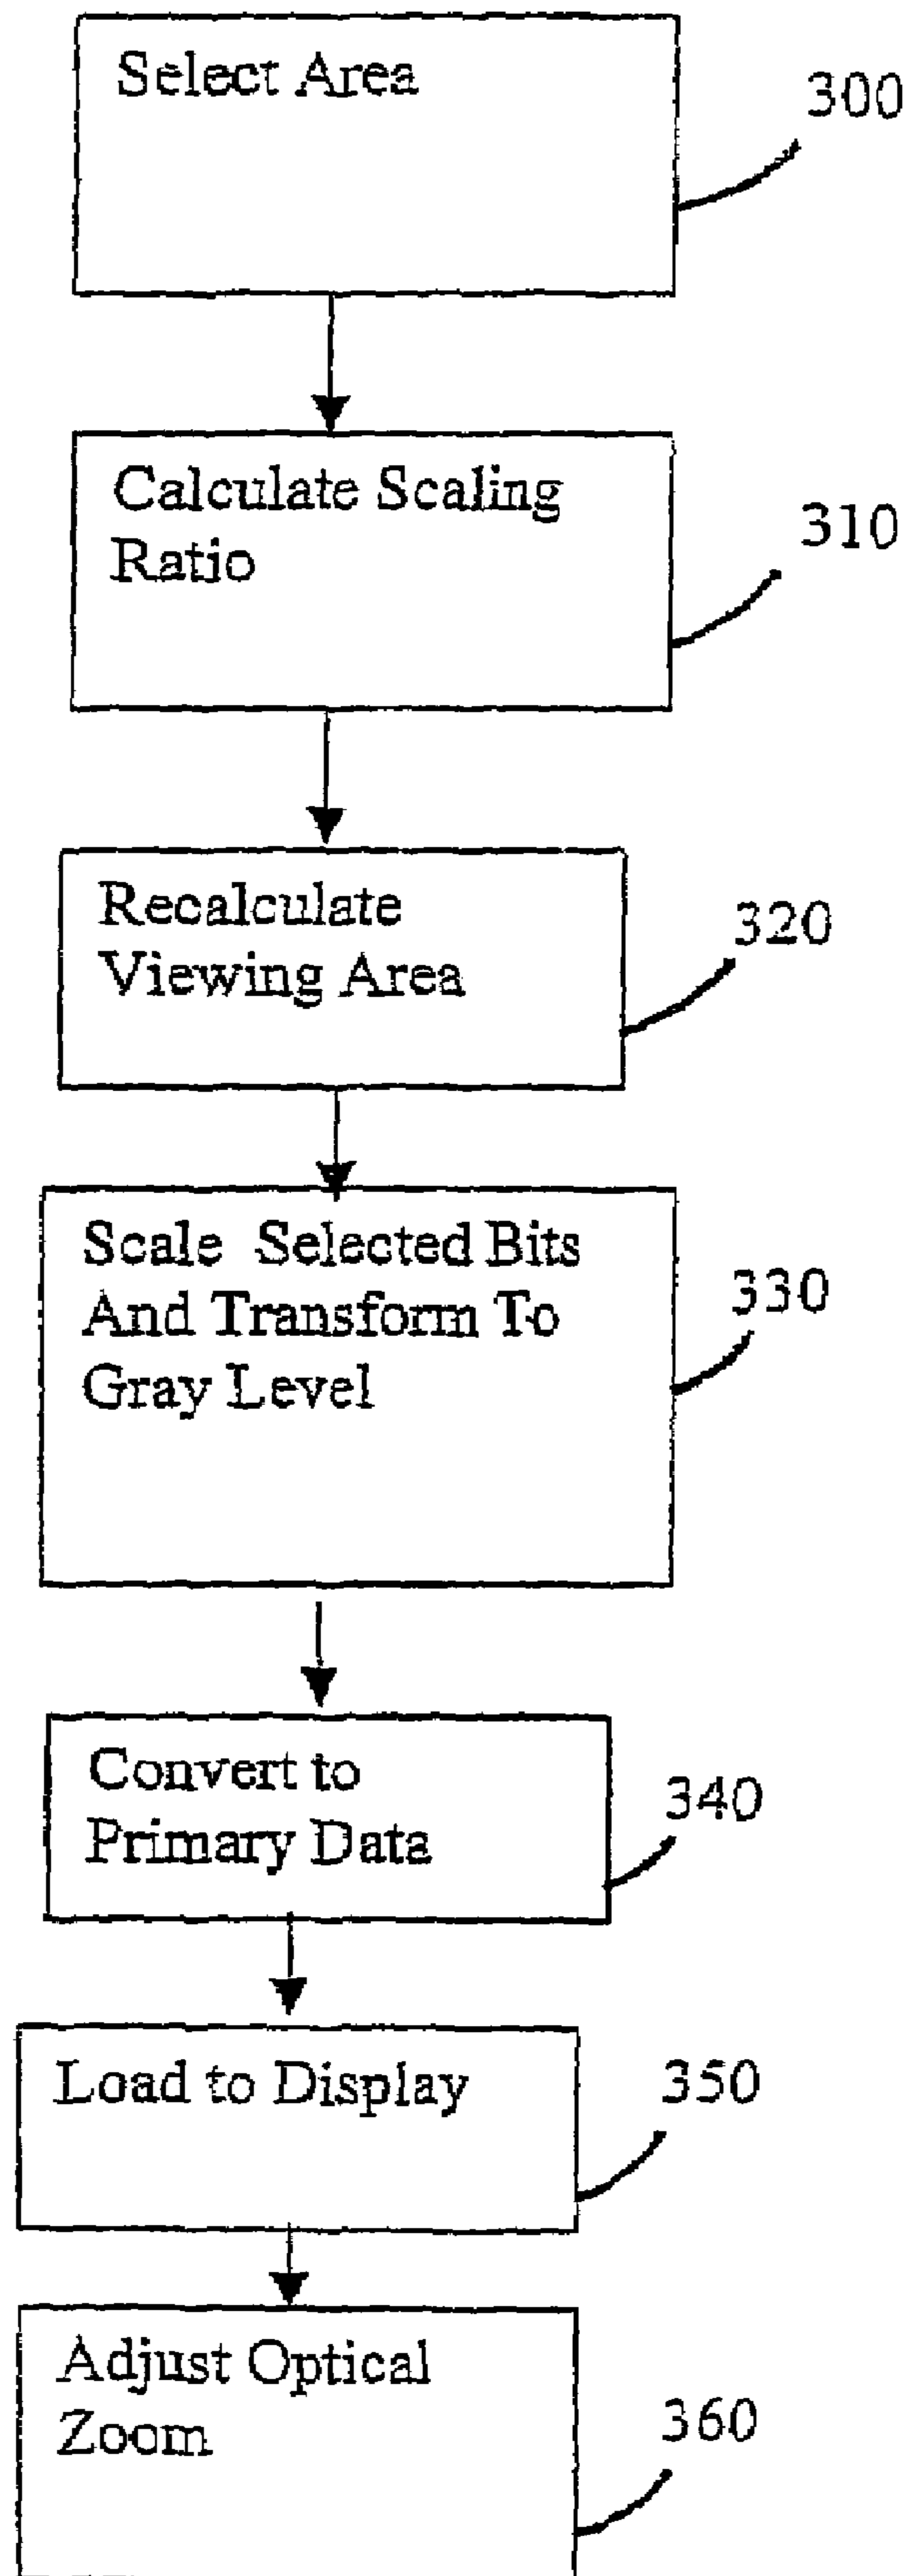 Select Area
300
Calculate Scaling
Ratio
310
Recalculate
Viewing Area
320
Scale Selected Bits
And Transform To
Gray Level
330
Convert to
Primary Data
340
Load to Display
350
Adjust Optical
Zoom
360